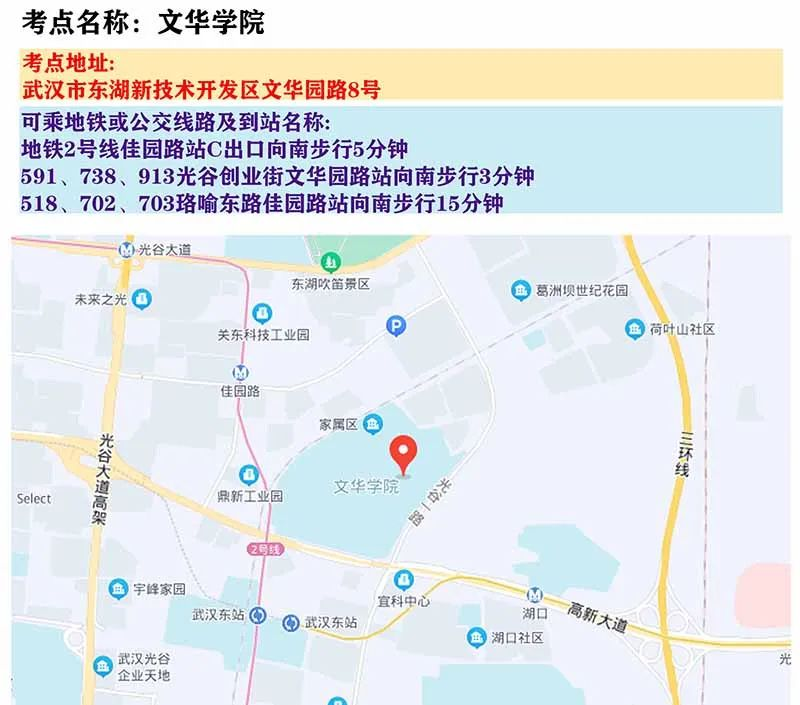 考点名称：文华学院
考点地址:
武汉市东湖新技术开发区文华园路8号
可乘地铁或公交线路及到站名称:
地铁2号线佳园路站C出口向南步行5分钟
591、738、913光谷创业街文华园路站向南步行3分钟
518、702、703珞喻东路佳园路站向南步行15分钟
光谷大道
东湖吹笛景区
葛洲坝世纪花园
未来之光
荷叶山社区
关东科技工业园
P
佳园路
家属区
三环线
光谷大道高架
文华学院
光谷一路
鼎新工业园
Select
2号线
宇峰家园
宜科中心
湖口
高新大道
武汉东站
武汉东站
湖口社区
武汉光谷
企业天地
光